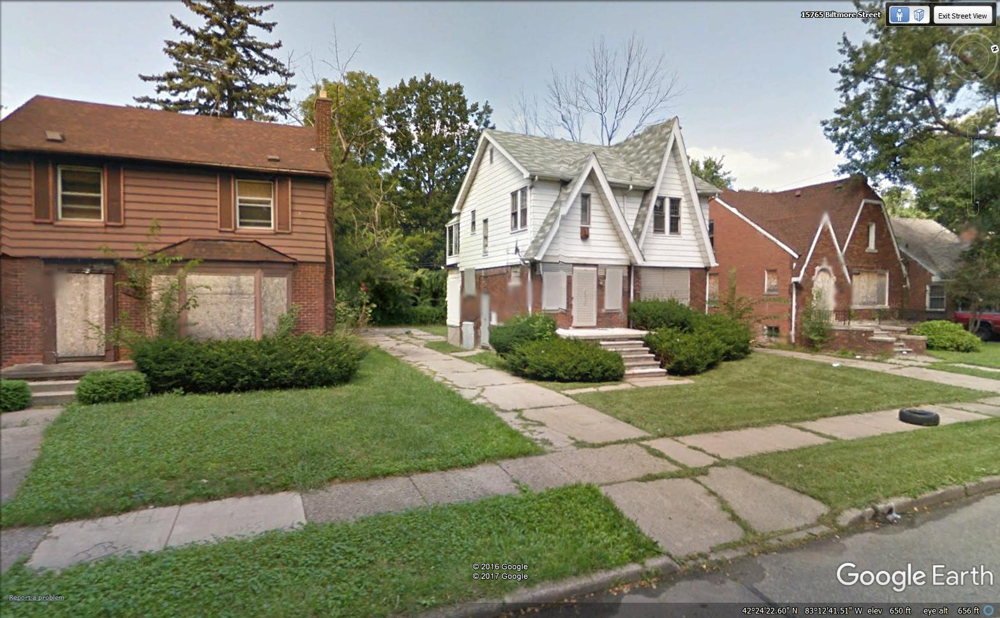 15765 Biltmore Street
Exit Street View
N
© 2016 Google
© 2017 Google
Google Earth
Report a problem
42°24'22.60" N 83°12'41.51" W elev 650 ft eye alt 656 ft